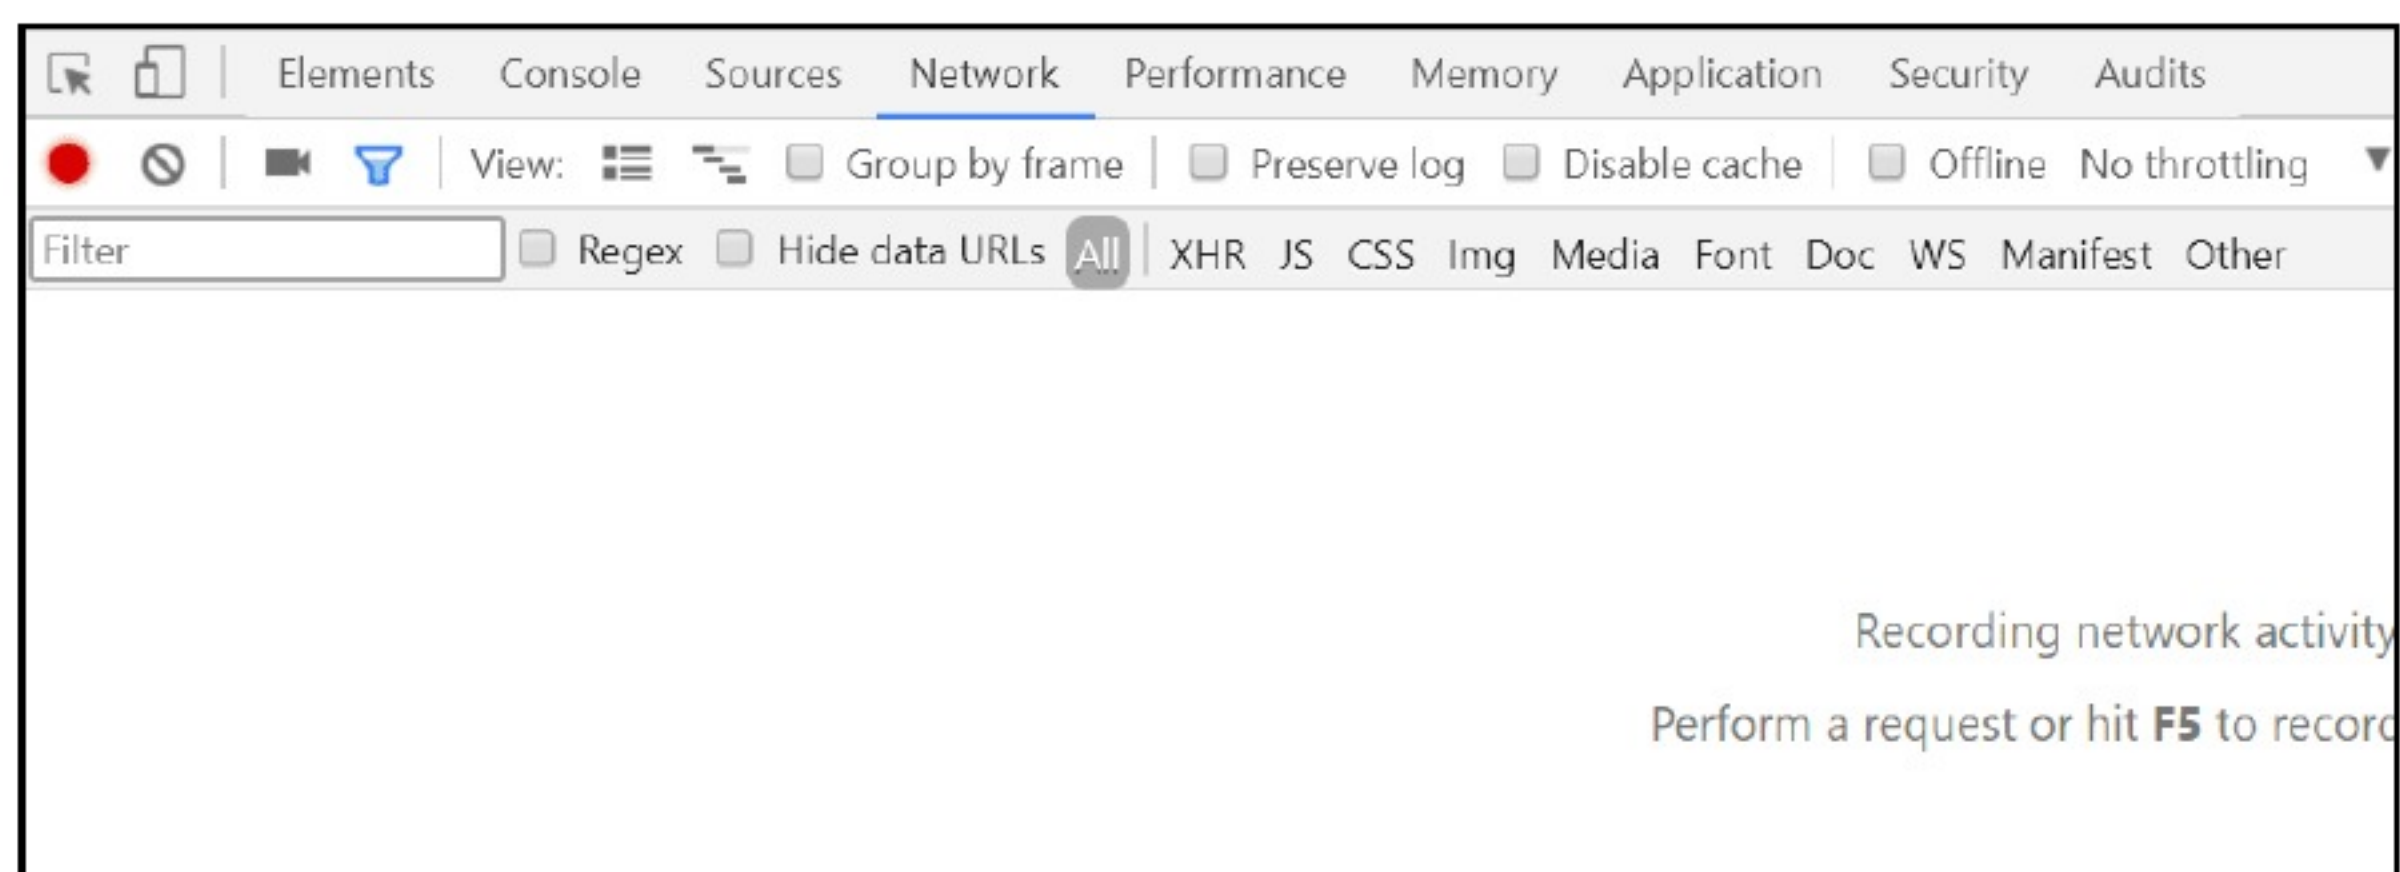 Elements Console Sources Network Performance Memory Application Security Audits
View: Group by frame Preserve log Disable cache Offline No throttling
Filter Regex Hide data URLs All XHR JS CSS Img Media Font Doc WS Manifest Other
Recording network activity
Perform a request or hit F5 to record